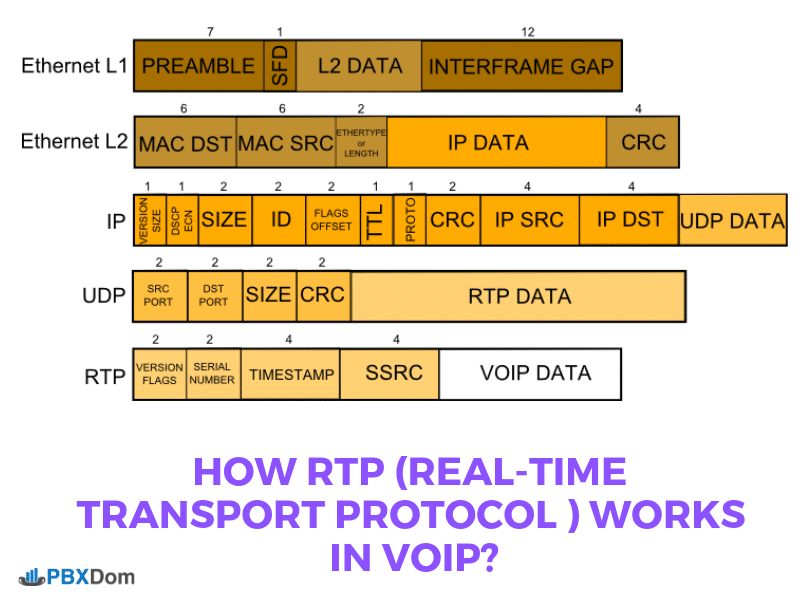 7 1 12
Ethernet L1 PREAMBLE SFD L2 DATA INTERFRAME GAP
6 6 2 4
Ethernet L2 MAC DST MAC SRC ETHERTYPE or LENGTH IP DATA CRC
1 1 2 2 2 1 1 2 4 4
IP VERSION SIZE DSCP ECN SIZE ID FLAGS OFFSET TTL PROTO CRC IP SRC IP DST UDP DATA
2 2 2 2
UDP SRC PORT DST PORT SIZE CRC RTP DATA
2 2 4 4
RTP VERSION FLAGS SERIAL NUMBER TIMESTAMP SSRC VOIP DATA
HOW RTP (REAL-TIME
TRANSPORT PROTOCOL ) WORKS
IN VOIP?
PBXDom